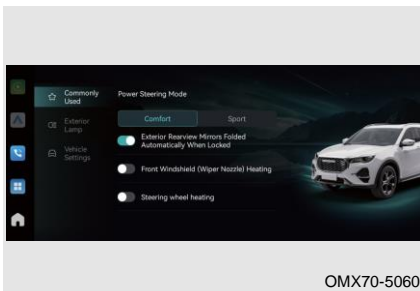 Commonly
Used
Exterior
Lamp
Vehicle
Settings
Power Steering Mode
Comfort
Sport
Exterior Rearview Mirrors Folded
Automatically When Locked
Front Windshield (Wiper Nozzle) Heating
Steering wheel heating
OMX70-5060